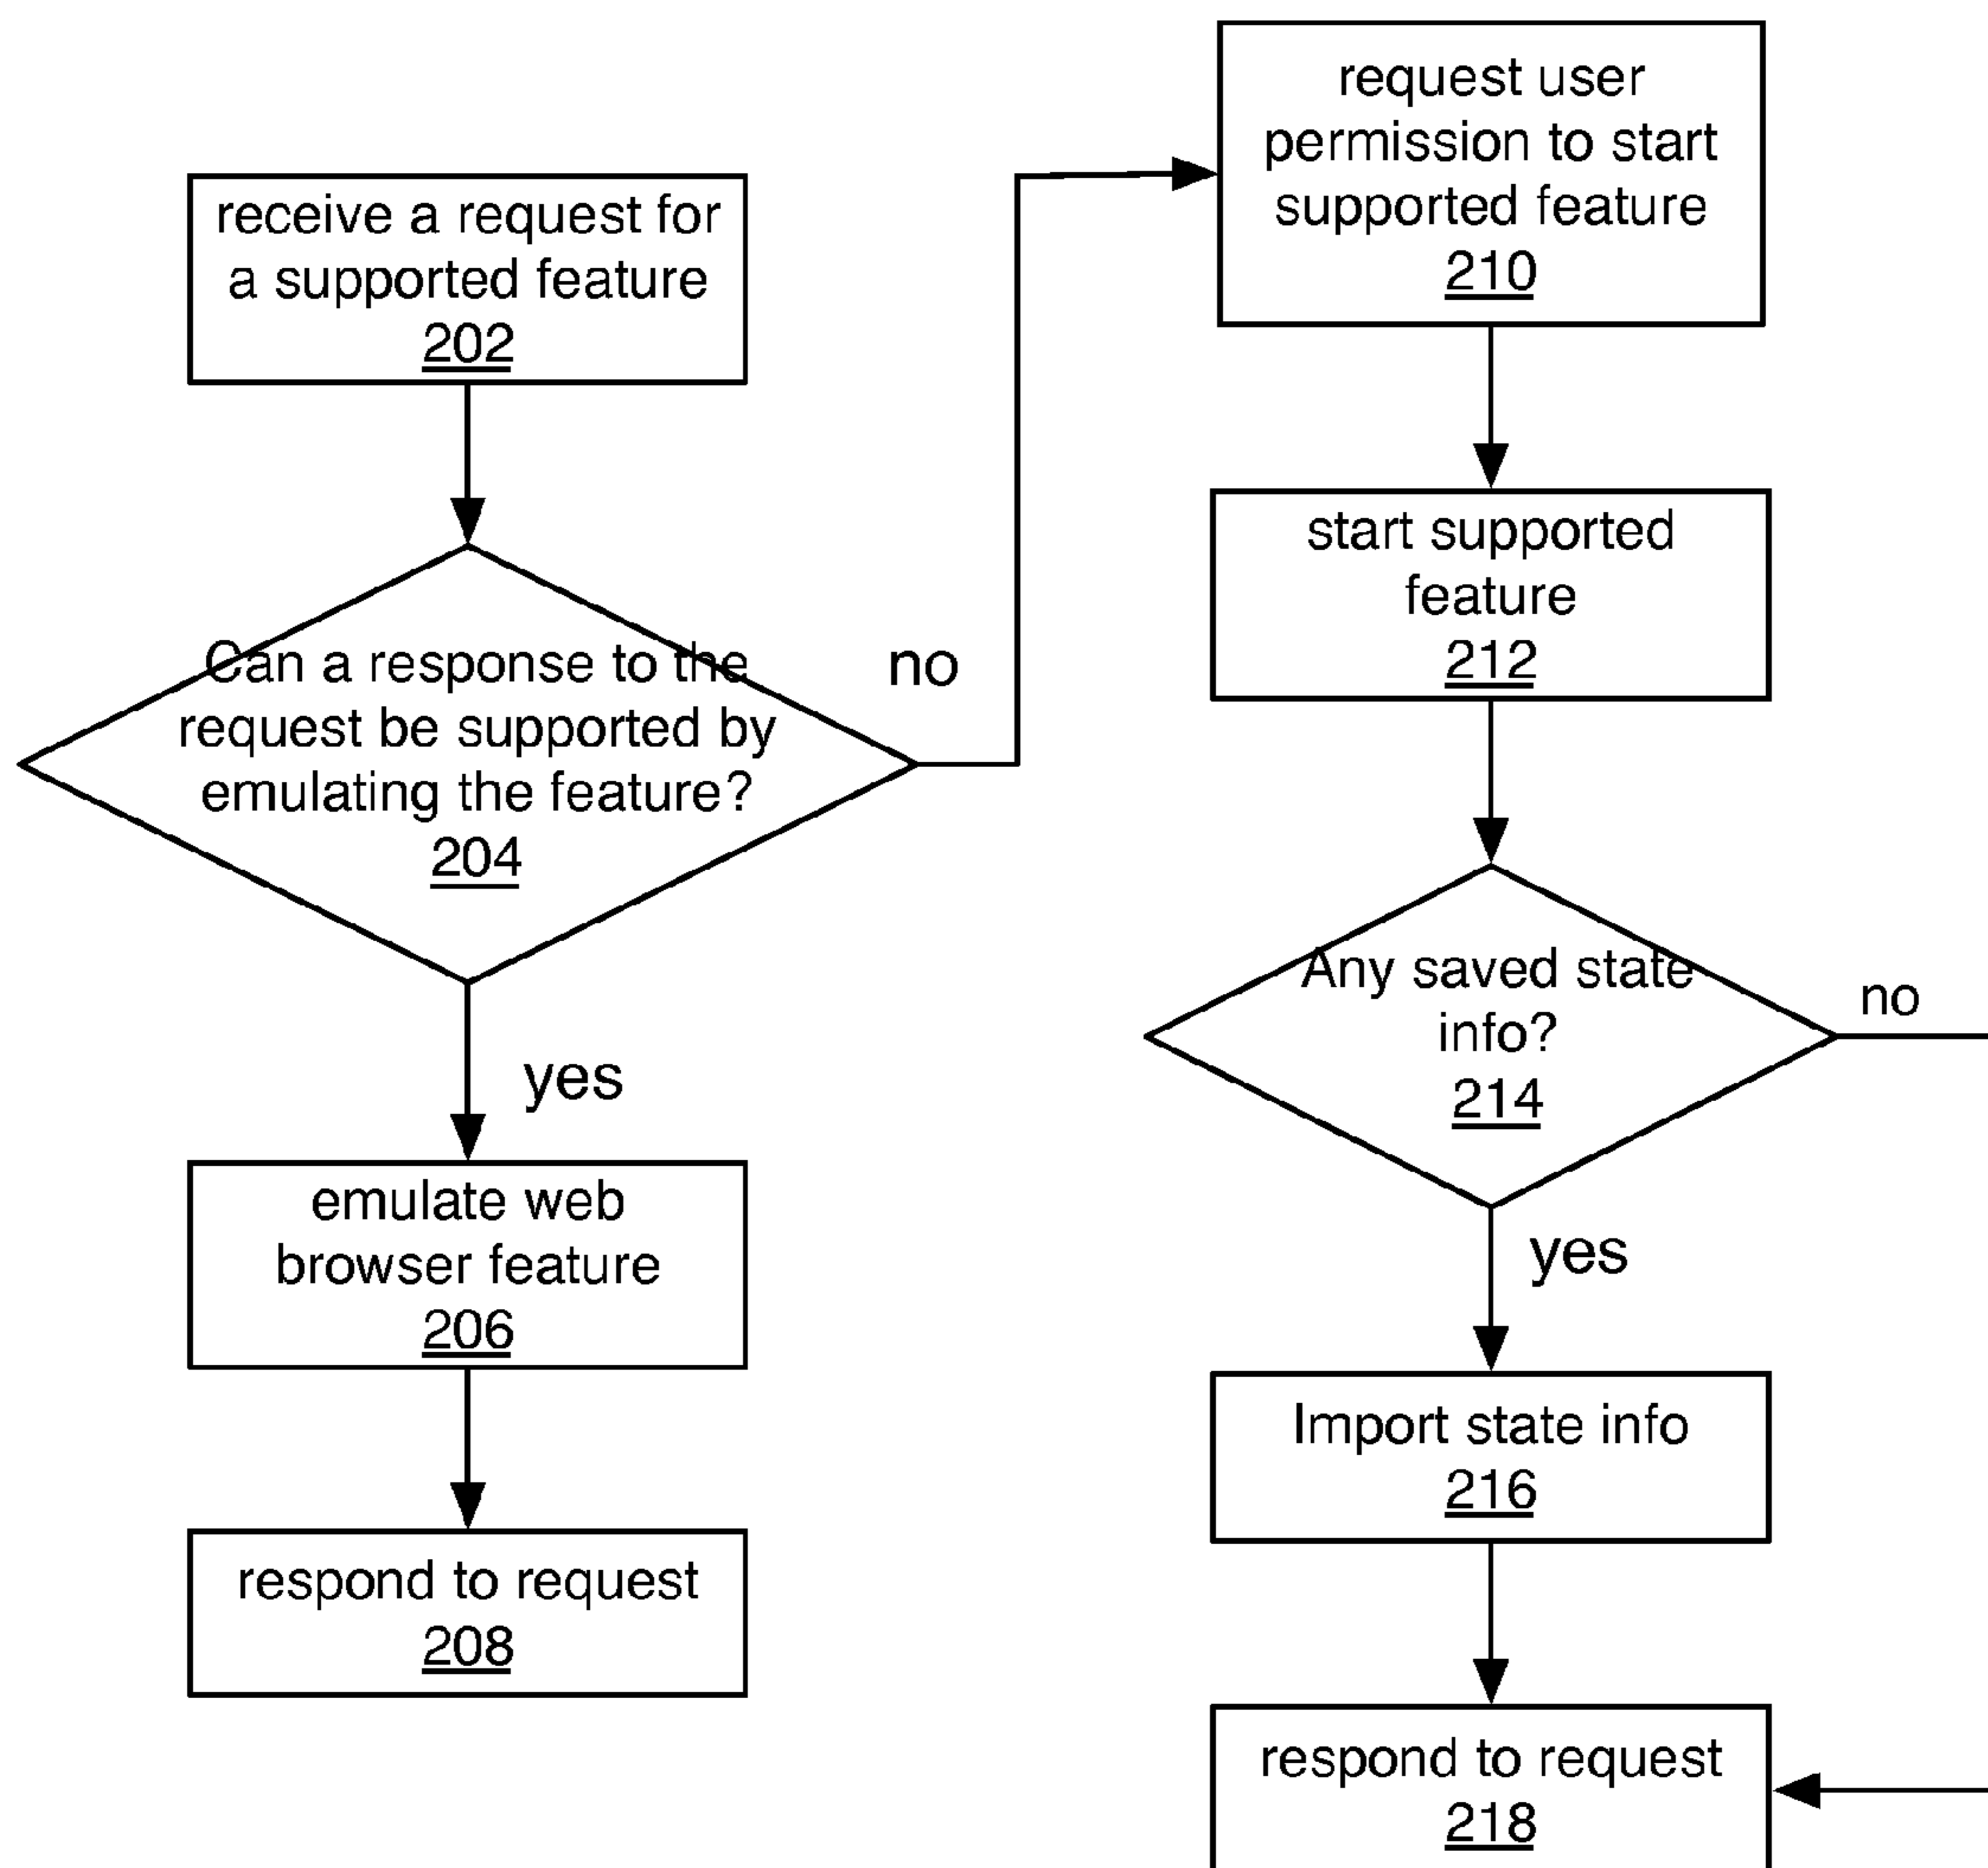 receive a request for
a supported feature
202
Can a response to the
request be supported by
emulating the feature?
204
no
yes
emulate web
browser feature
206
respond to request
208
request user
permission to start
supported feature
210
start supported
feature
212
Any saved state
info?
214
no
yes
Import state info
216
respond to request
218